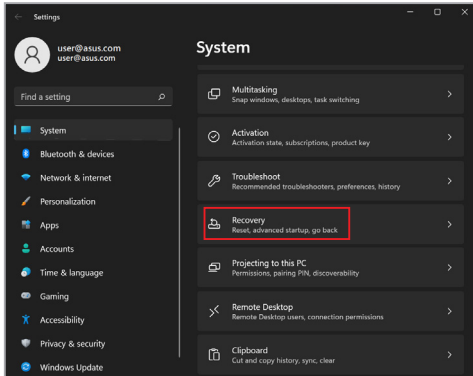 Settings
user@asus.com
user@asus.com
Find a setting
System
Bluetooth & devices
Network & internet
Personalization
Apps
Accounts
Time & language
Gaming
Accessibility
Privacy & security
Windows Update
System
Multitasking
Snap windows, desktops, task switching
Activation
Activation state, subscriptions, product key
Troubleshoot
Recommended troubleshooters, preferences, history
Recovery
Reset, advanced startup, go back
Projecting to this PC
Permissions, pairing PIN, discoverability
Remote Desktop
Remote Desktop users, connection permissions
Clipboard
Cut and copy history, sync, clear